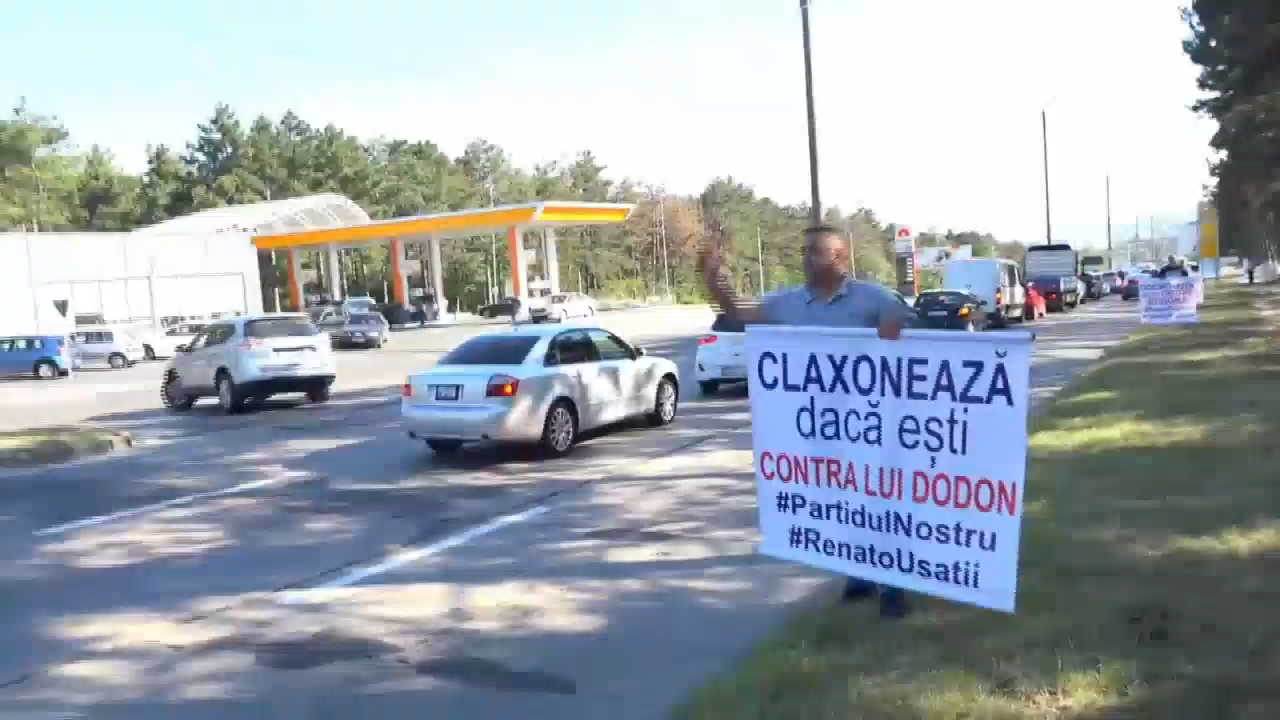 CLAXONEAZĂ
dacă ești
CONTRA LUI DODON
#PartidulNostru
#RenatoUsatii